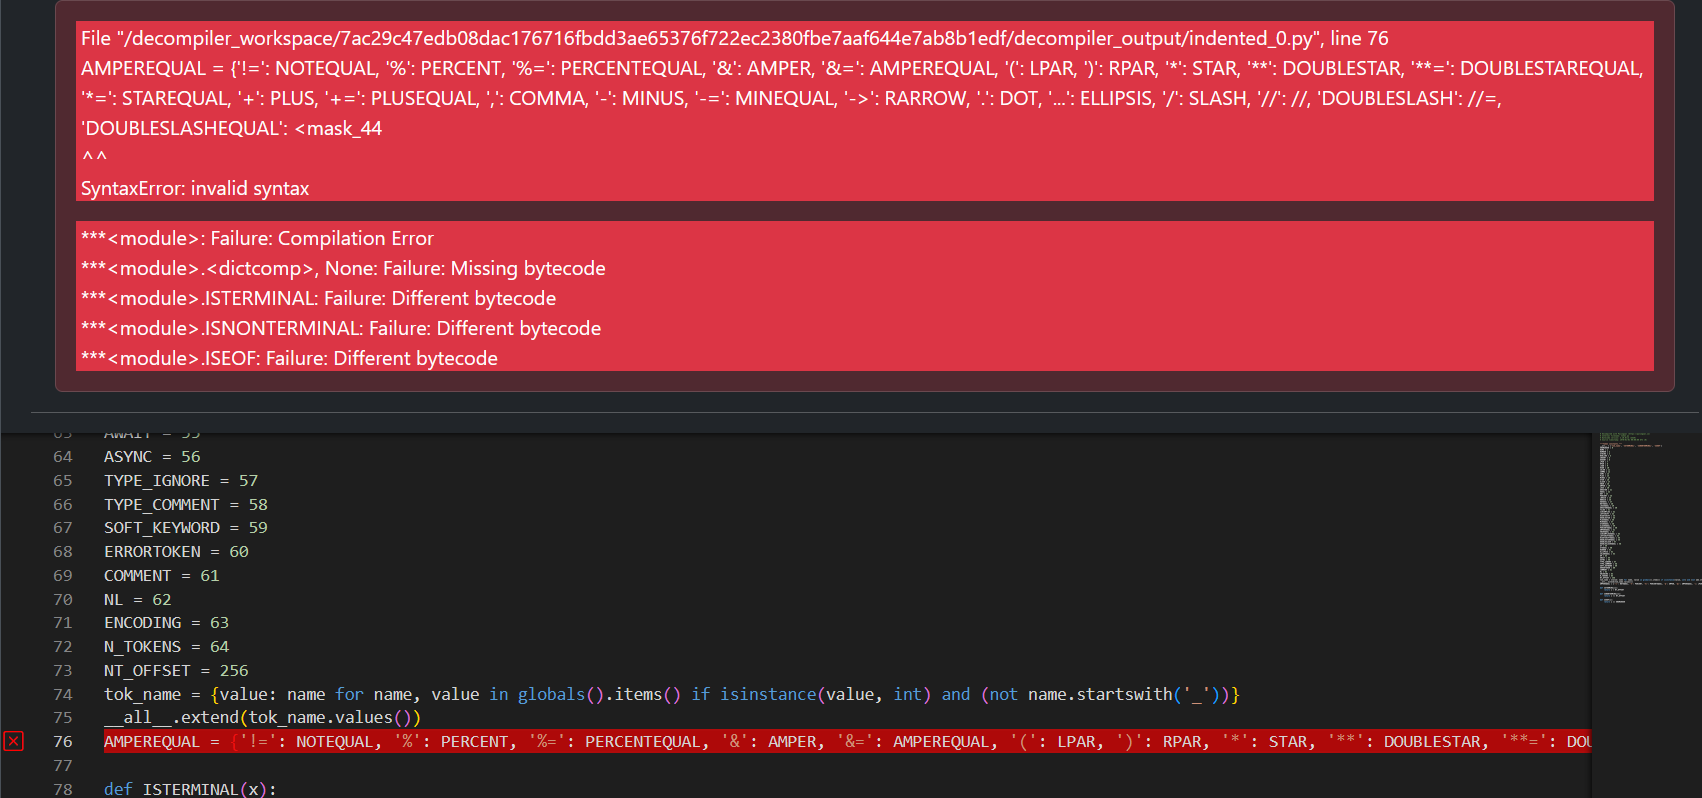 File "/decompiler_workspace/7ac29c47edb08dac176716fbdd3ae65376f722ec2380fbe7aaf644e7ab8b1edf/decompiler_output/indented_0.py", line 76
AMPEREQUAL = {'!=': NOTEQUAL, '%': PERCENT, '%=': PERCENTEQUAL, '&': AMPER, '&=': AMPEREQUAL, '(': LPAR, ')': RPAR, '*': STAR, '**': DOUBLESTAR, '**=': DOUBLESTAREQUAL,
'*=': STAREQUAL, '+': PLUS, '+=': PLUSEQUAL, ',': COMMA, '-': MINUS, '-=': MINEQUAL, '->': RARROW, '.': DOT, '...': ELLIPSIS, '/': SLASH, '//': //, 'DOUBLESLASH': //=,
'DOUBLESLASHEQUAL': <mask_44
^^
SyntaxError: invalid syntax
***<module>: Failure: Compilation Error
***<module>.<dictcomp>, None: Failure: Missing bytecode
***<module>.ISTERMINAL: Failure: Different bytecode
***<module>.ISNONTERMINAL: Failure: Different bytecode
***<module>.ISEOF: Failure: Different bytecode
63 AWAIT = 55
64 ASYNC = 56
65 TYPE_IGNORE = 57
66 TYPE_COMMENT = 58
67 SOFT_KEYWORD = 59
68 ERRORTOKEN = 60
69 COMMENT = 61
70 NL = 62
71 ENCODING = 63
72 N_TOKENS = 64
73 NT_OFFSET = 256
74 tok_name = {value: name for name, value in globals().items() if isinstance(value, int) and (not name.startswith('_'))}
75 __all__.extend(tok_name.values())
76 AMPEREQUAL = {'!=': NOTEQUAL, '%': PERCENT, '%=': PERCENTEQUAL, '&': AMPER, '&=': AMPEREQUAL, '(': LPAR, ')': RPAR, '*': STAR, '**': DOUBLESTAR, '**=': DOU
77
78 def ISTERMINAL(x):